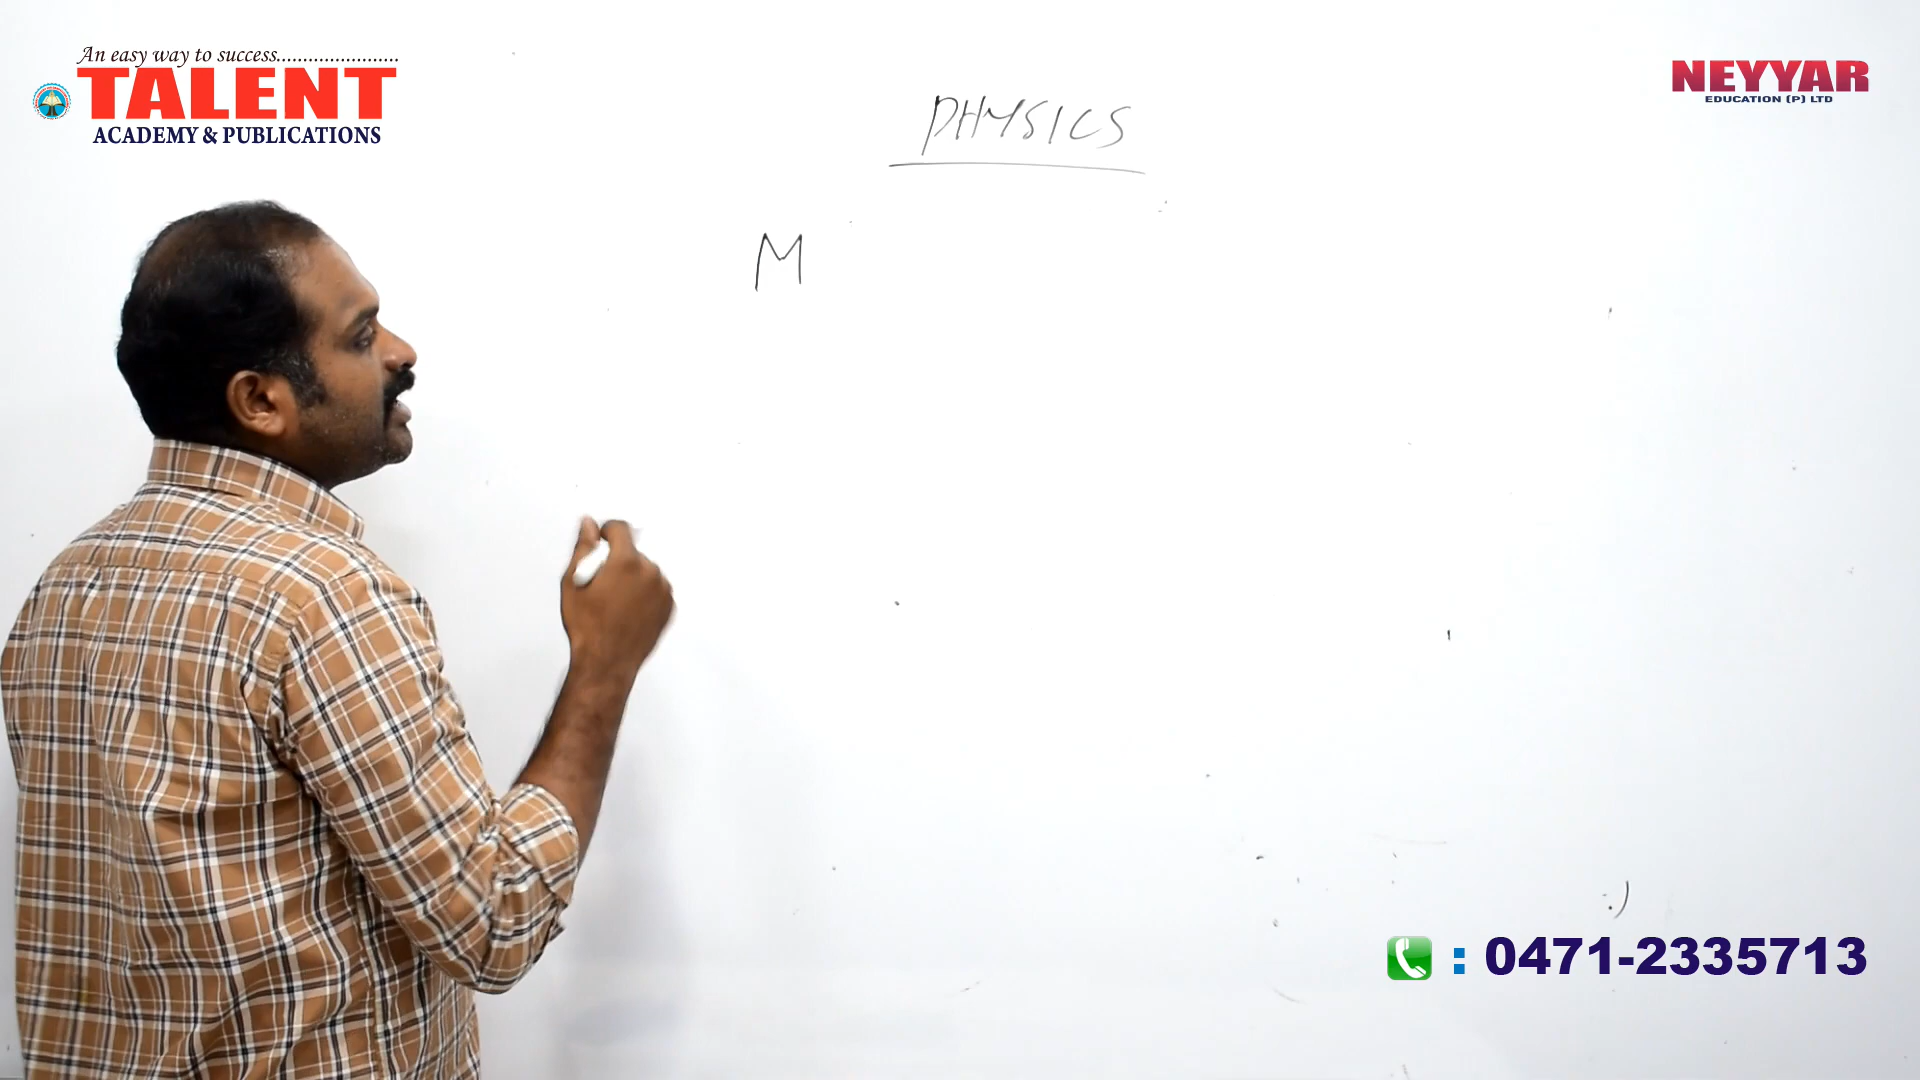 An easy way to success......................
TALENT
ACADEMY & PUBLICATIONS
NEYYAR
EDUCATION (P) LTD
PHYSICS
M
: 0471-2335713